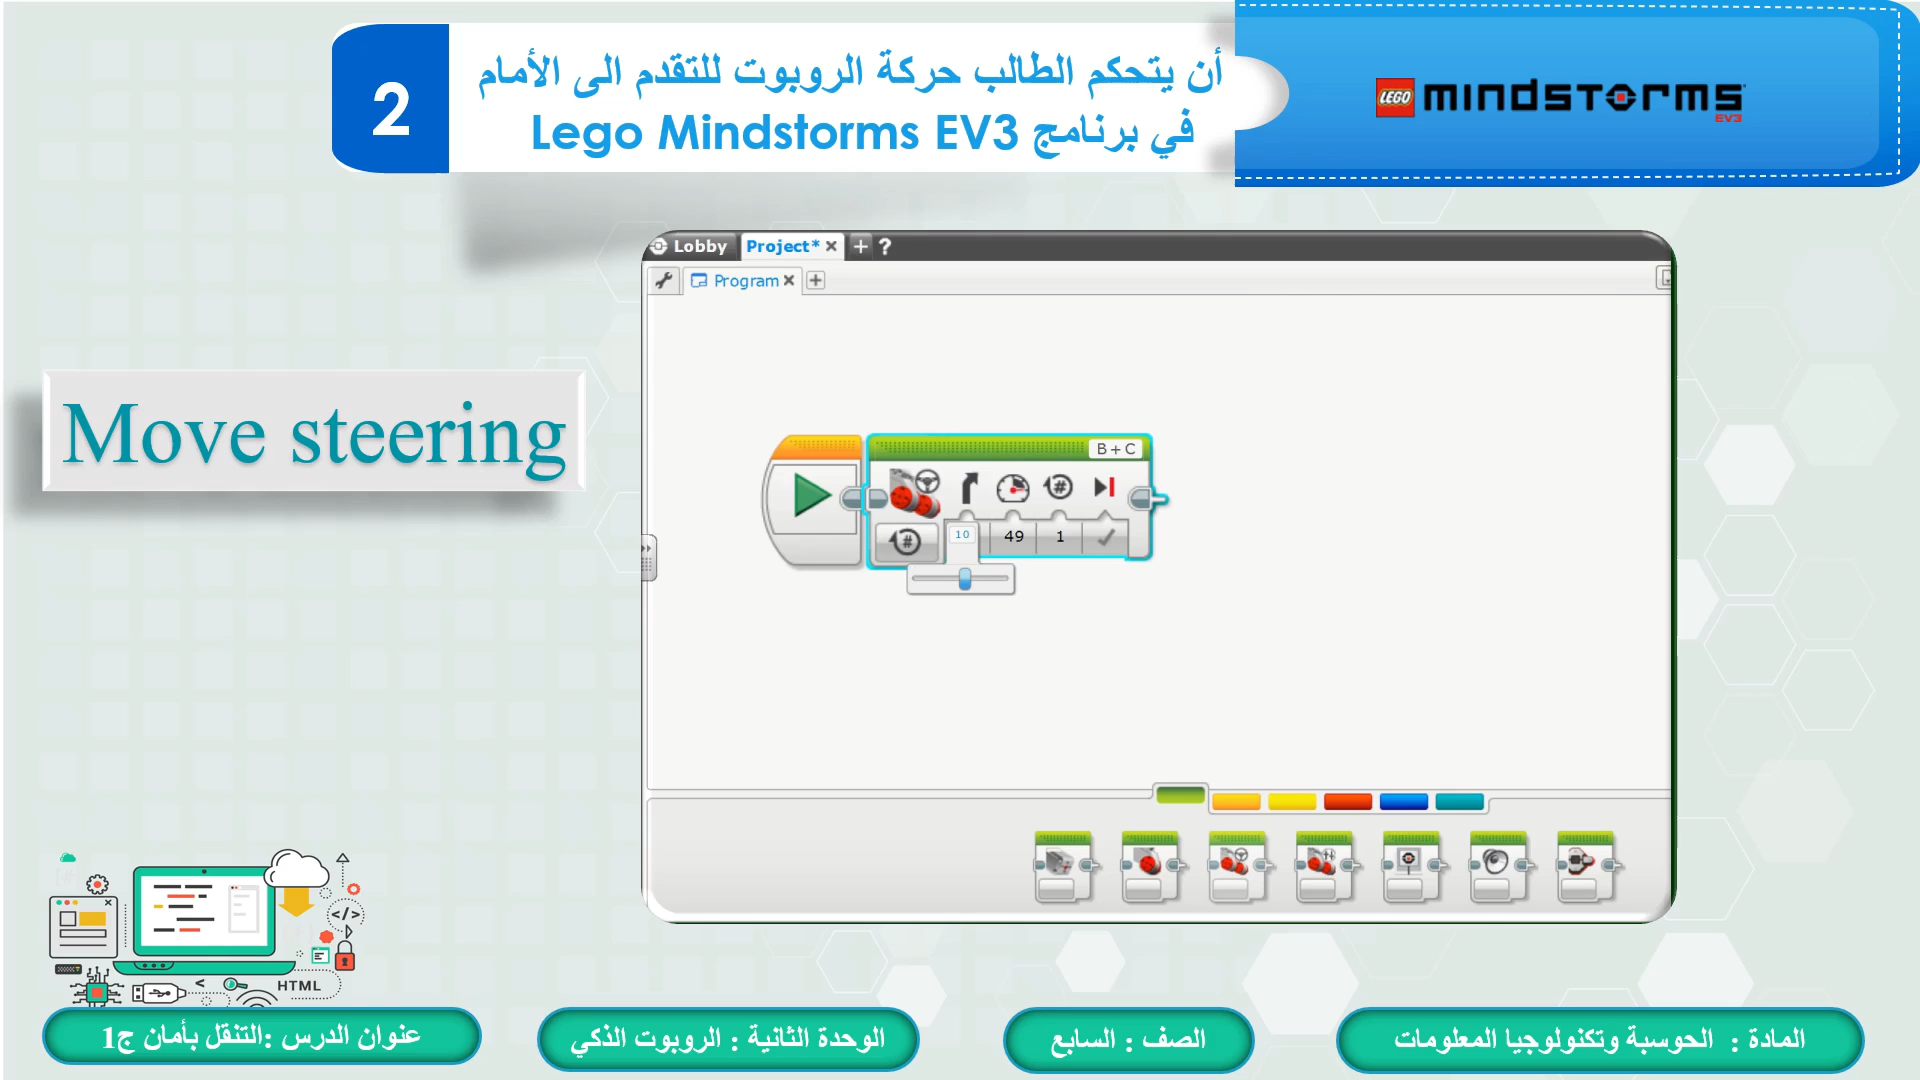 2
أن يتحكم الطالب حركة الروبوت للتقدم الى الأمام
في برنامج Lego Mindstorms EV3
LEGO mindstorms
EV3
Lobby Project* + ?
Program +
Move steering
B + C
10 49 1
#
#
</>
<
HTML
المادة : الحوسبة وتكنولوجيا المعلومات
الصف : السابع
الوحدة الثانية : الروبوت الذكي
عنوان الدرس :التنقل بأمان ج1